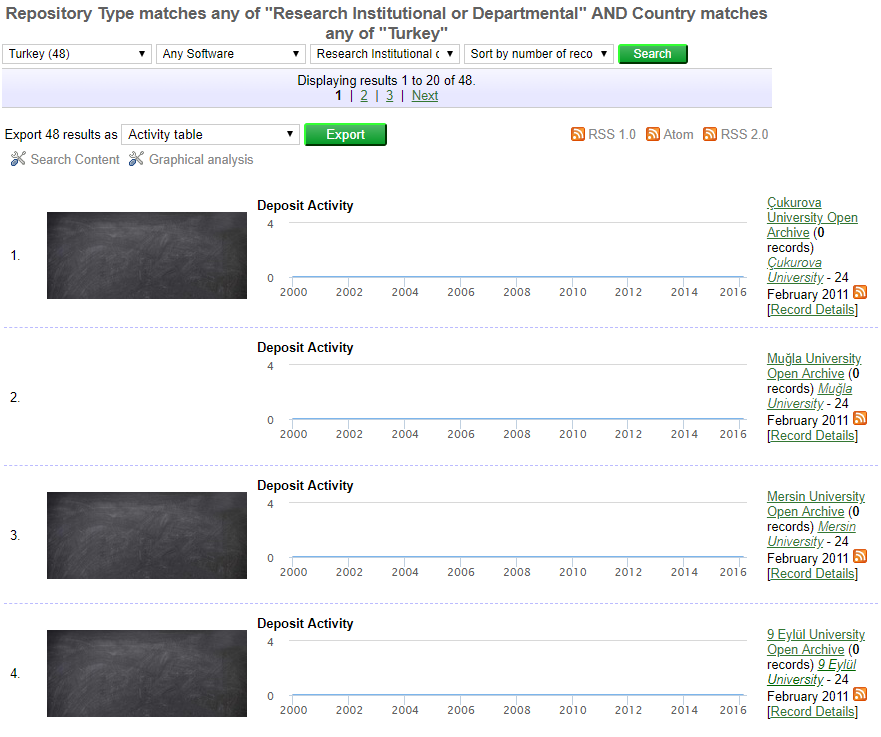 Repository Type matches any of "Research Institutional or Departmental" AND Country matches
any of "Turkey"
Turkey (48) Any Software Research Institutional c Sort by number of reco Search
Displaying results 1 to 20 of 48.
1 | 2 | 3 | Next
Export 48 results as Activity table Export RSS 1.0 Atom RSS 2.0
Search Content Graphical analysis
1.
Deposit Activity
4
0
2000 2002 2004 2006 2008 2010 2012 2014 2016
Çukurova
University Open
Archive (0
records)
Çukurova
University - 24
February 2011
[Record Details]
2.
Deposit Activity
4
0
2000 2002 2004 2006 2008 2010 2012 2014 2016
Muğla University
Open Archive (0
records) Muğla
University - 24
February 2011
[Record Details]
3.
Deposit Activity
4
0
2000 2002 2004 2006 2008 2010 2012 2014 2016
Mersin University
Open Archive (0
records) Mersin
University - 24
February 2011
[Record Details]
4.
Deposit Activity
4
0
2000 2002 2004 2006 2008 2010 2012 2014 2016
9 Eylül University
Open Archive (0
records) 9 Eylül
University - 24
February 2011
[Record Details]